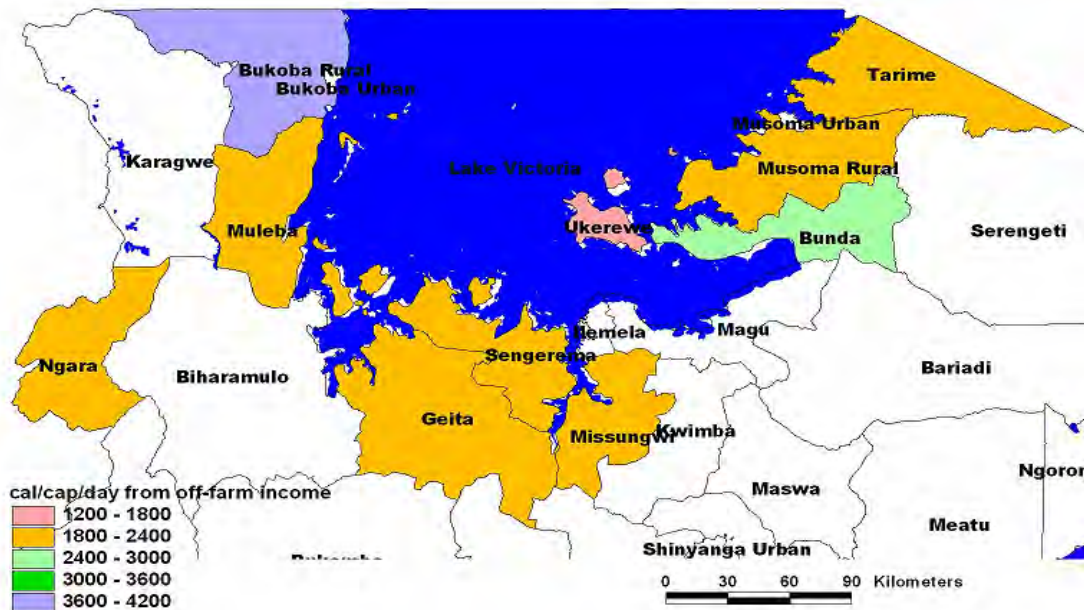 Bukoba Rural
Bukoba Urban
Tarime
Musoma Urban
Karagwe
Lake Victoria
Musoma Rural
Ukerewe
Muleba
Bunda
Serengeti
Ilemela
Magu
Sengerema
Ngara
Biharamulo
Bariadi
Geita
Missungwi
Kwimba
Ngoron
cal/cap/day from off-farm income
Maswa
1200 - 1800
1800 - 2400
Meatu
2400 - 3000
Shinyanga Urban
3000 - 3600
0 30 60 90 Kilometers
3600 - 4200